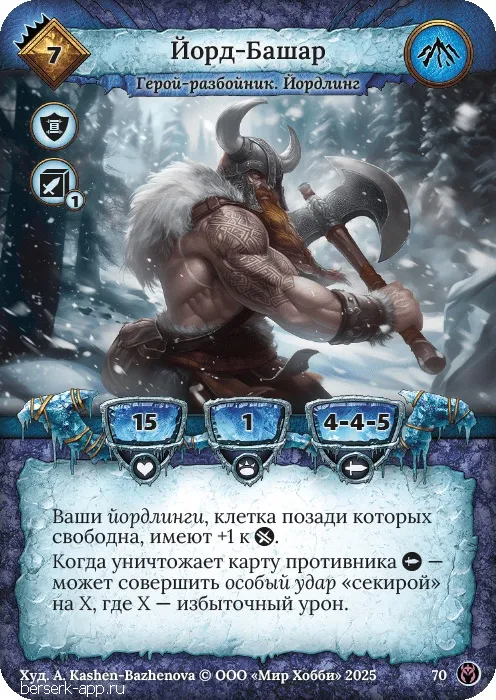 7
Йорд-Башар
Герой-разбойник. Йордлинг
1
15
1
4-4-5
Ваши йордлинги, клетка позади которых
свободна, имеют +1 к .
Когда уничтожает карту противника  —
может совершить особый удар «секирой»
на X, где X — избыточный урон.
Худ. A. Kashen-Bazhenova © ООО «Мир Хобби» 2025
70
berserk-app.ru